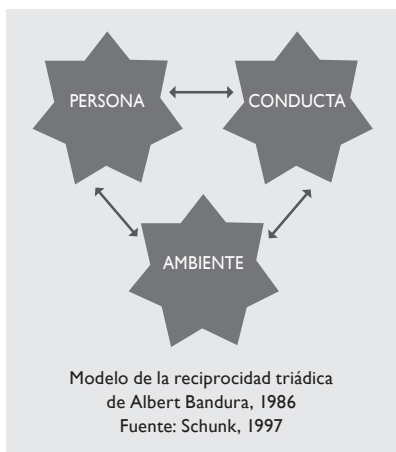 PERSONA
CONDUCTA
AMBIENTE
Modelo de la reciprocidad triádica
de Albert Bandura, 1986
Fuente: Schunk, 1997